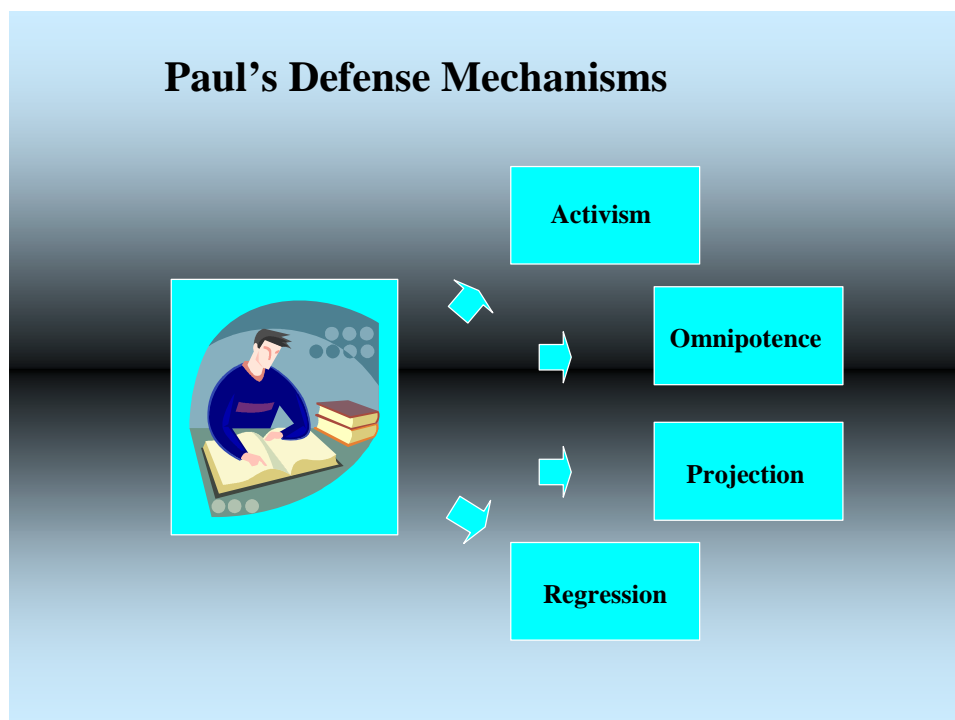 Paul’s Defense Mechanisms
Activism
Omnipotence
Projection
Regression